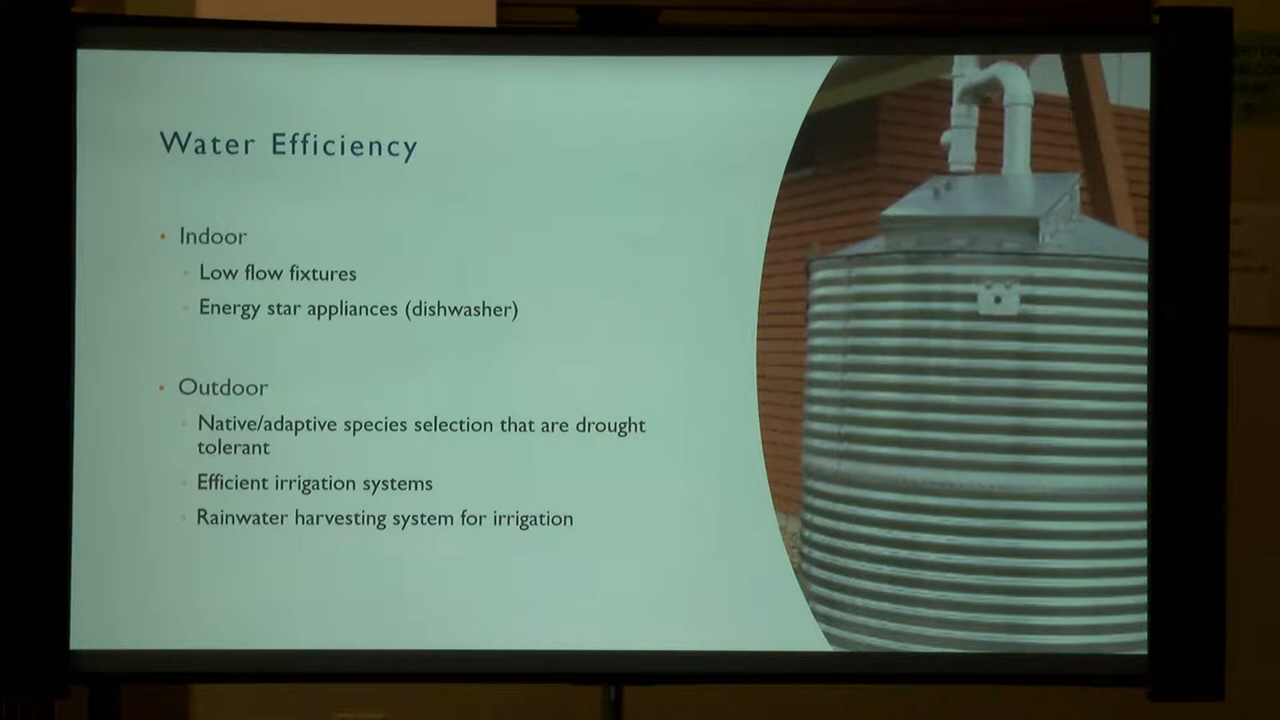 Water Efficiency
Indoor
Low flow fixtures
Energy star appliances (dishwasher)
Outdoor
Native/adaptive species selection that are drought
tolerant
Efficient irrigation systems
Rainwater harvesting system for irrigation